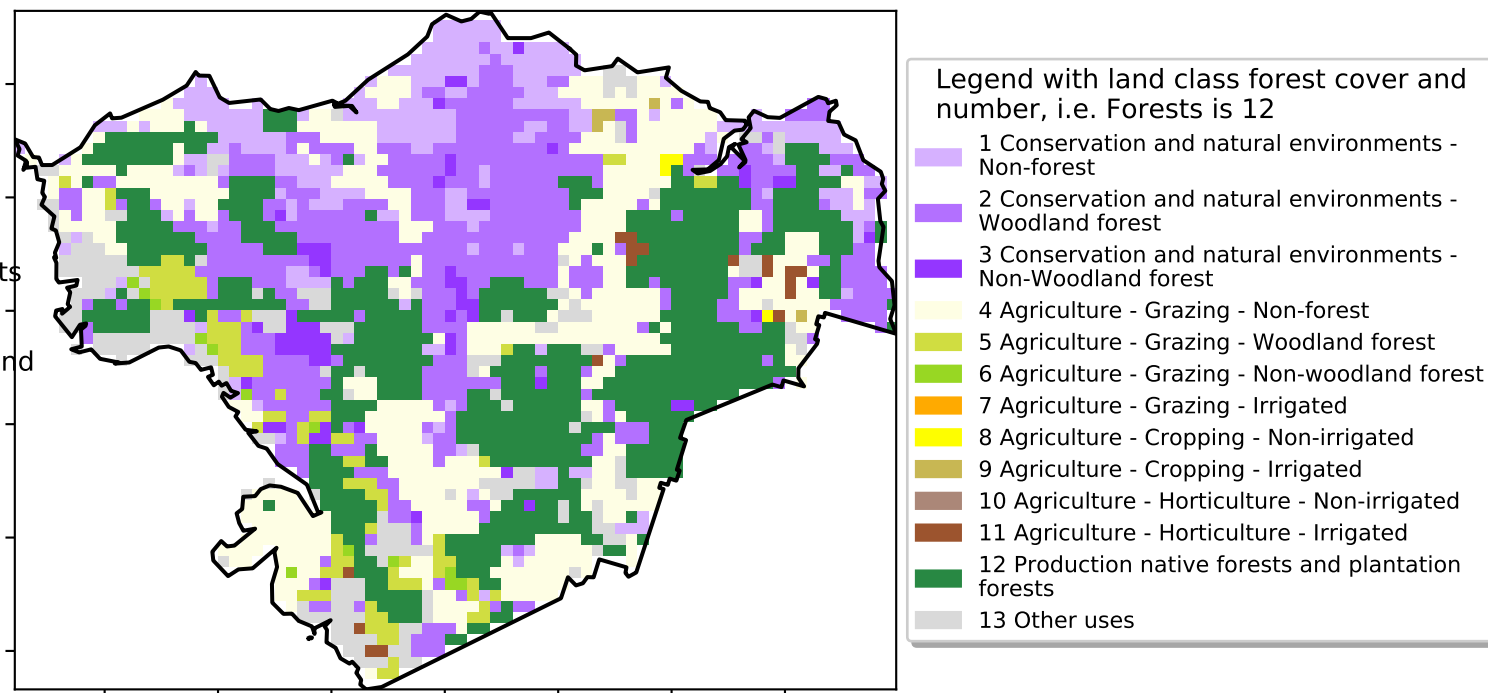 ts
nd
Legend with land class forest cover and
number, i.e. Forests is 12
1 Conservation and natural environments -
Non-forest
2 Conservation and natural environments -
Woodland forest
3 Conservation and natural environments -
Non-Woodland forest
4 Agriculture - Grazing - Non-forest
5 Agriculture - Grazing - Woodland forest
6 Agriculture - Grazing - Non-woodland forest
7 Agriculture - Grazing - Irrigated
8 Agriculture - Cropping - Non-irrigated
9 Agriculture - Cropping - Irrigated
10 Agriculture - Horticulture - Non-irrigated
11 Agriculture - Horticulture - Irrigated
12 Production native forests and plantation
forests
13 Other uses